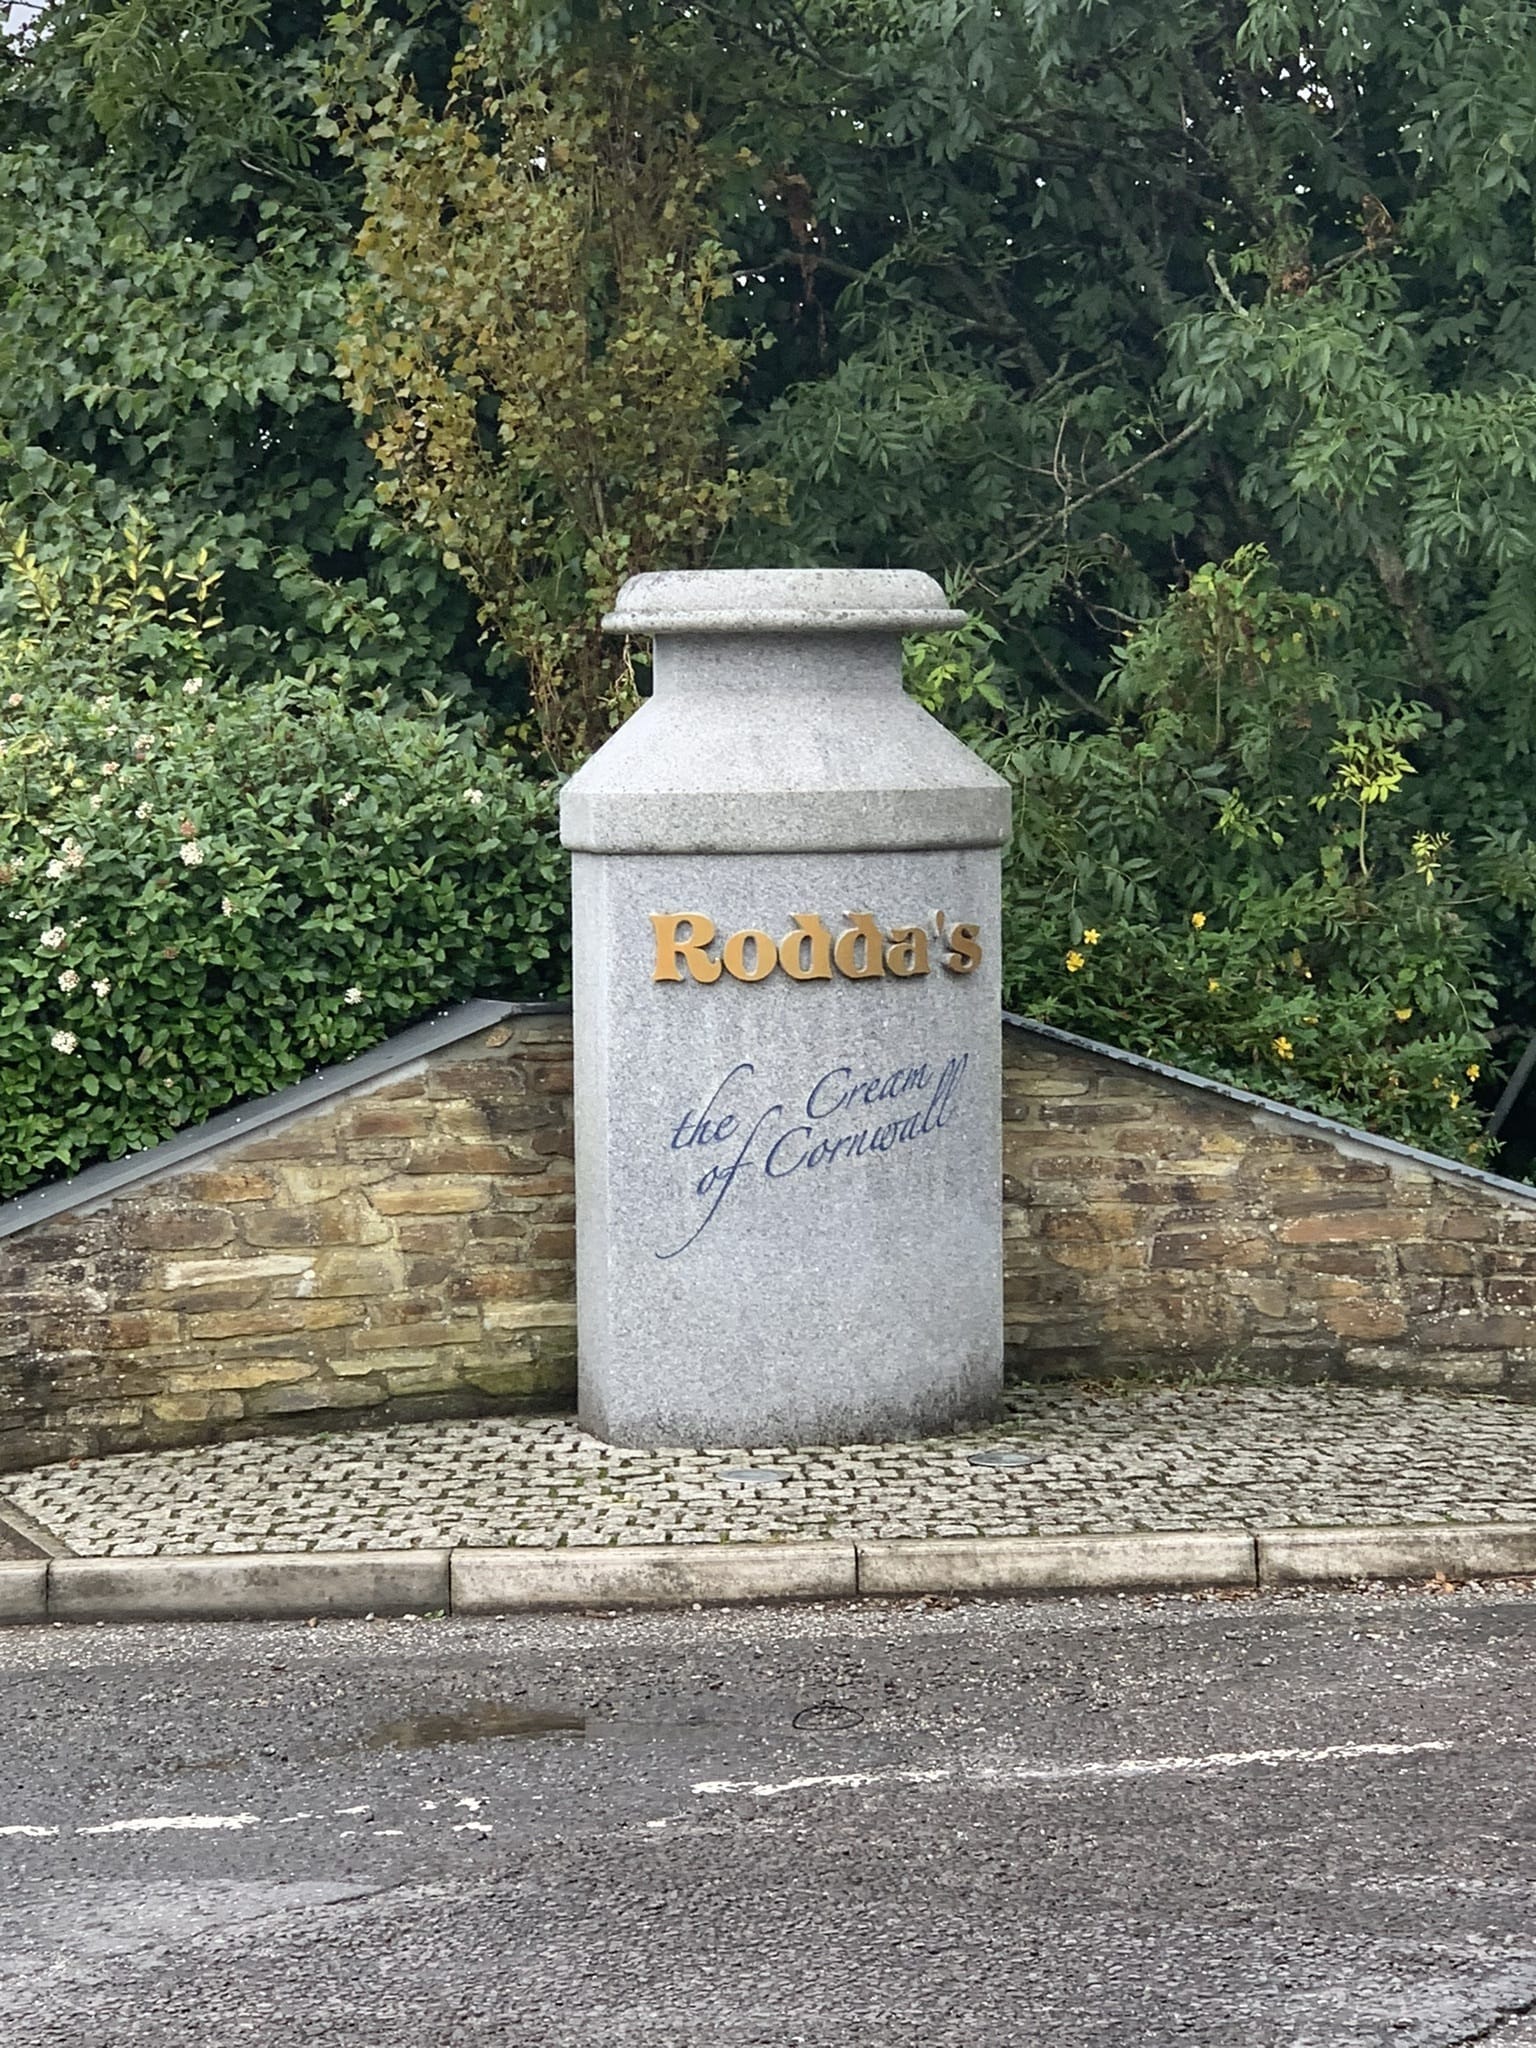 Rodda's
the Cream
of Cornwall